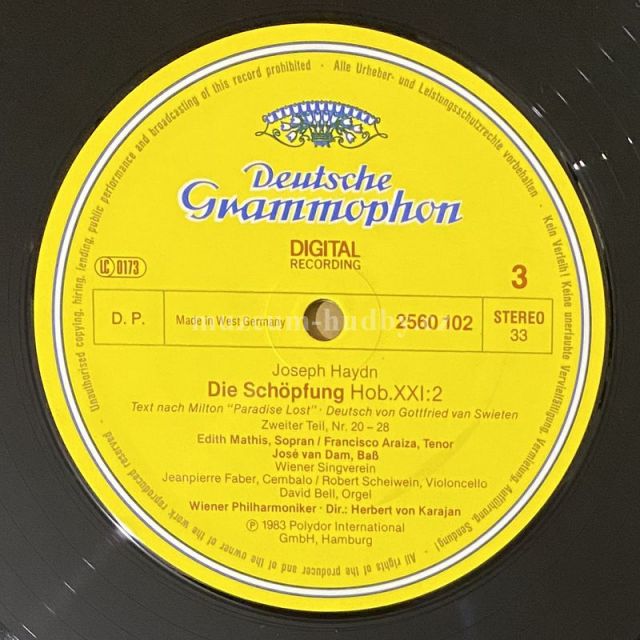 Unauthorised copying, hiring, lending, public performance and broadcasting of this record prohibited · Alle Urheber- und Leistungsschutzrechte vorbehalten · Kein Verleih! Keine unerlaubte Vervielfältigung, Vermietung, Aufführung, Sendung!
All rights of the producer and of the owner of the work reproduced reserved ·
Deutsche
Grammophon
DIGITAL
RECORDING
LC 0173
3
D. P.
Made in West Germany
2560 102
STEREO
33
Joseph Haydn
Die Schöpfung Hob.XXI:2
Text nach Milton "Paradise Lost" · Deutsch von Gottfried van Swieten
Zweiter Teil, Nr. 20 – 28
Edith Mathis, Sopran / Francisco Araiza, Tenor
José van Dam, Baß
Wiener Singverein
Jeanpierre Faber, Cembalo / Robert Scheiwein, Violoncello
David Bell, Orgel
Wiener Philharmoniker · Dir.: Herbert von Karajan
Ⓟ 1983 Polydor International
GmbH, Hamburg